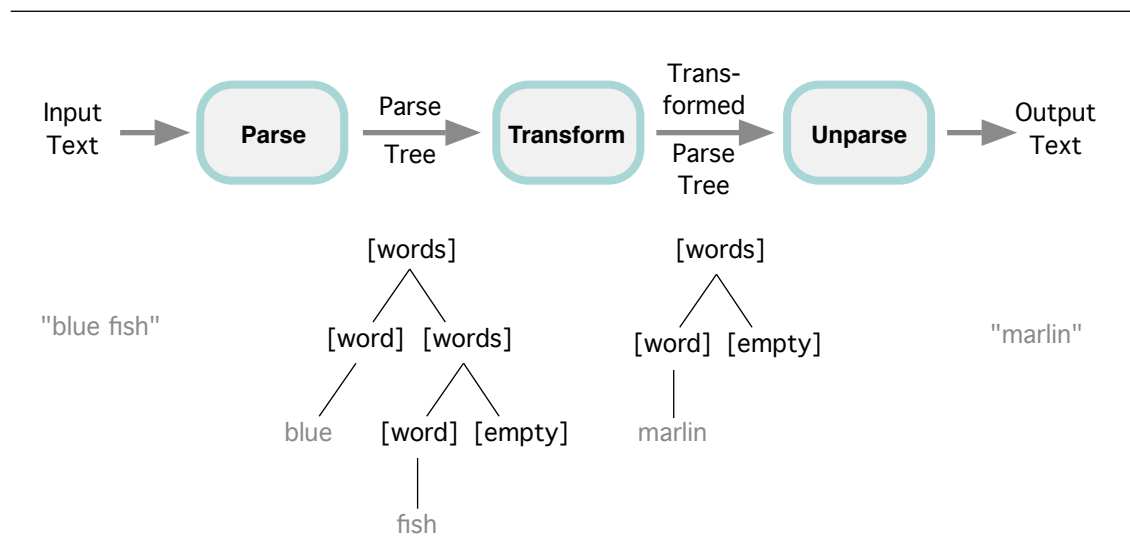 Input
Text
Parse
Parse
Tree
Transform
Trans-
formed
Parse
Tree
Unparse
Output
Text
"blue fish"
[words]
[word] [words]
blue [word] [empty]
fish
[words]
[word] [empty]
marlin
"marlin"